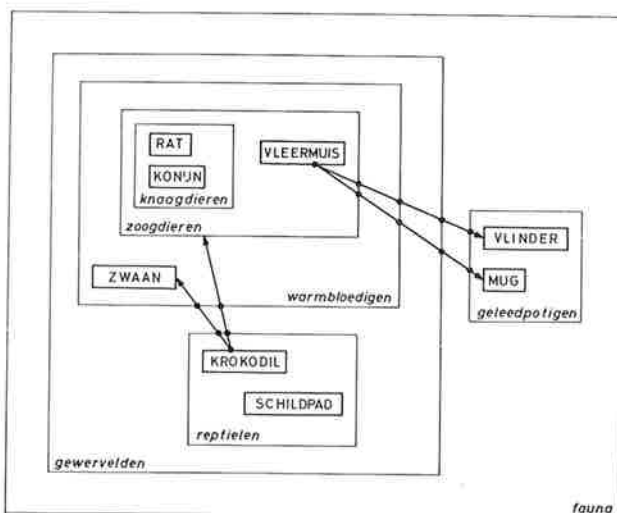 RAT
VLEERMUIS
KONIJN
knaagdieren
zoogdieren
VLINDER
ZWAAN
MUG
warmbloedigen
geleedpotigen
KROKODIL
SCHILDPAD
reptielen
gewervelden
fauna